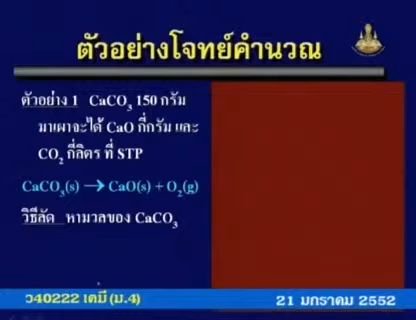 ตัวอย่างโจทย์คำนวณ
ตัวอย่าง 1 CaCO₃ 150 กรัม
มาเผาจะได้ CaO กี่กรัม และ
CO₂ กี่ลิตร ที่ STP
CaCO₃(s) → CaO(s) + O₂(g)
วิธีลัด หามวลของ CaCO₃
ว40222 เคมี (ม.4)
21 มกราคม 2552